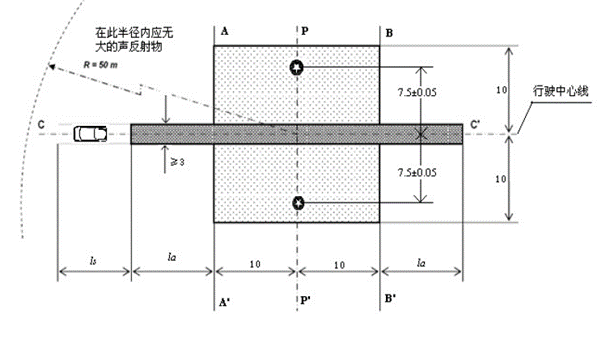 在此半径内应无
大的声反射物
R = 50 m
A
P
B
7.5±0.05
10
行驶中心线
C
C'
≥3
7.5±0.05
10
ls
la
10
10
la
A'
P'
B'